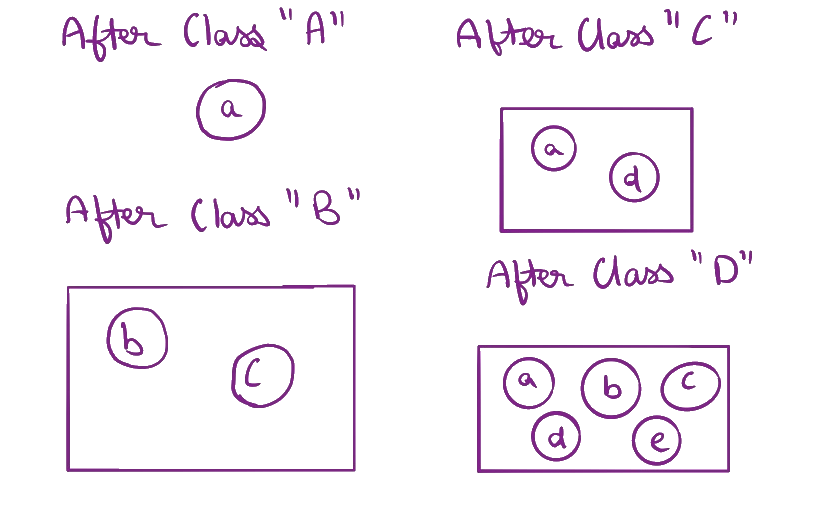 After Class "A"
a
After Class "B"
b
c
After Class "C"
a
d
After Class "D"
a b c
d e